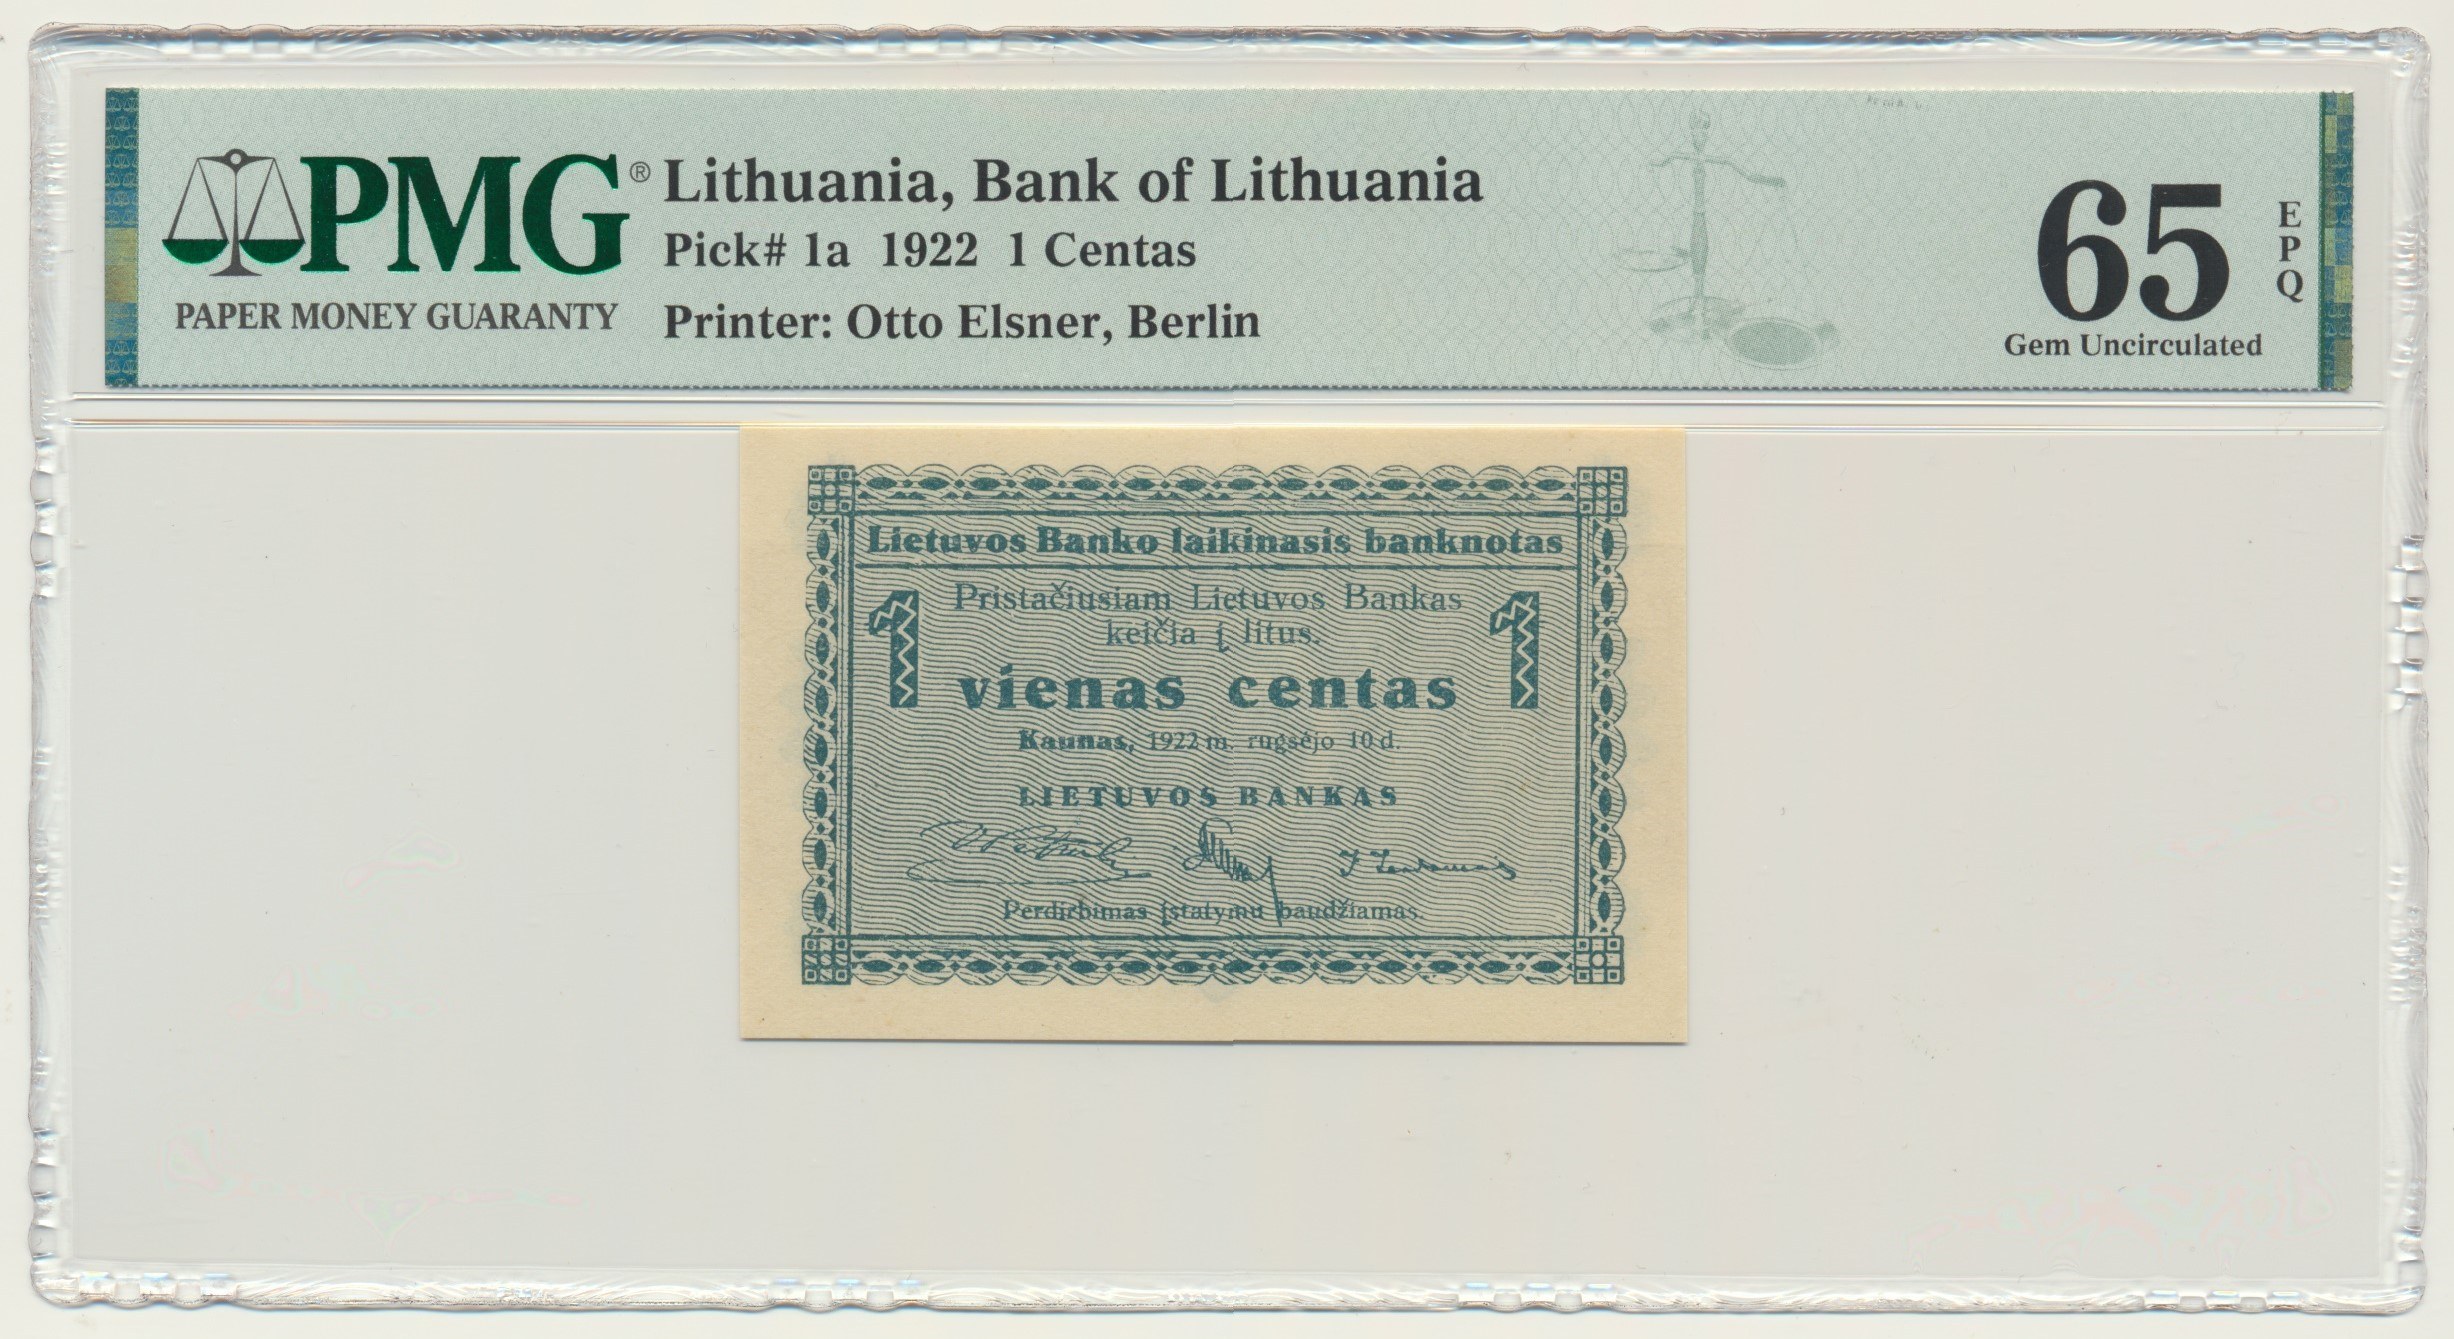 PMG®
PAPER MONEY GUARANTY
Lithuania, Bank of Lithuania
Pick# 1a 1922 1 Centas
Printer: Otto Elsner, Berlin
65
EPQ
Gem Uncirculated
Lietuvos Banko laikinasis banknotas
Pristačiusiam Lietuvos Bankas
keičia į litus.
1 vienas centas 1
Kaunas, 1922 m. rugsėjo 10 d.
LIETUVOS BANKAS
Perdirbimas įstatymu baudžiamas.